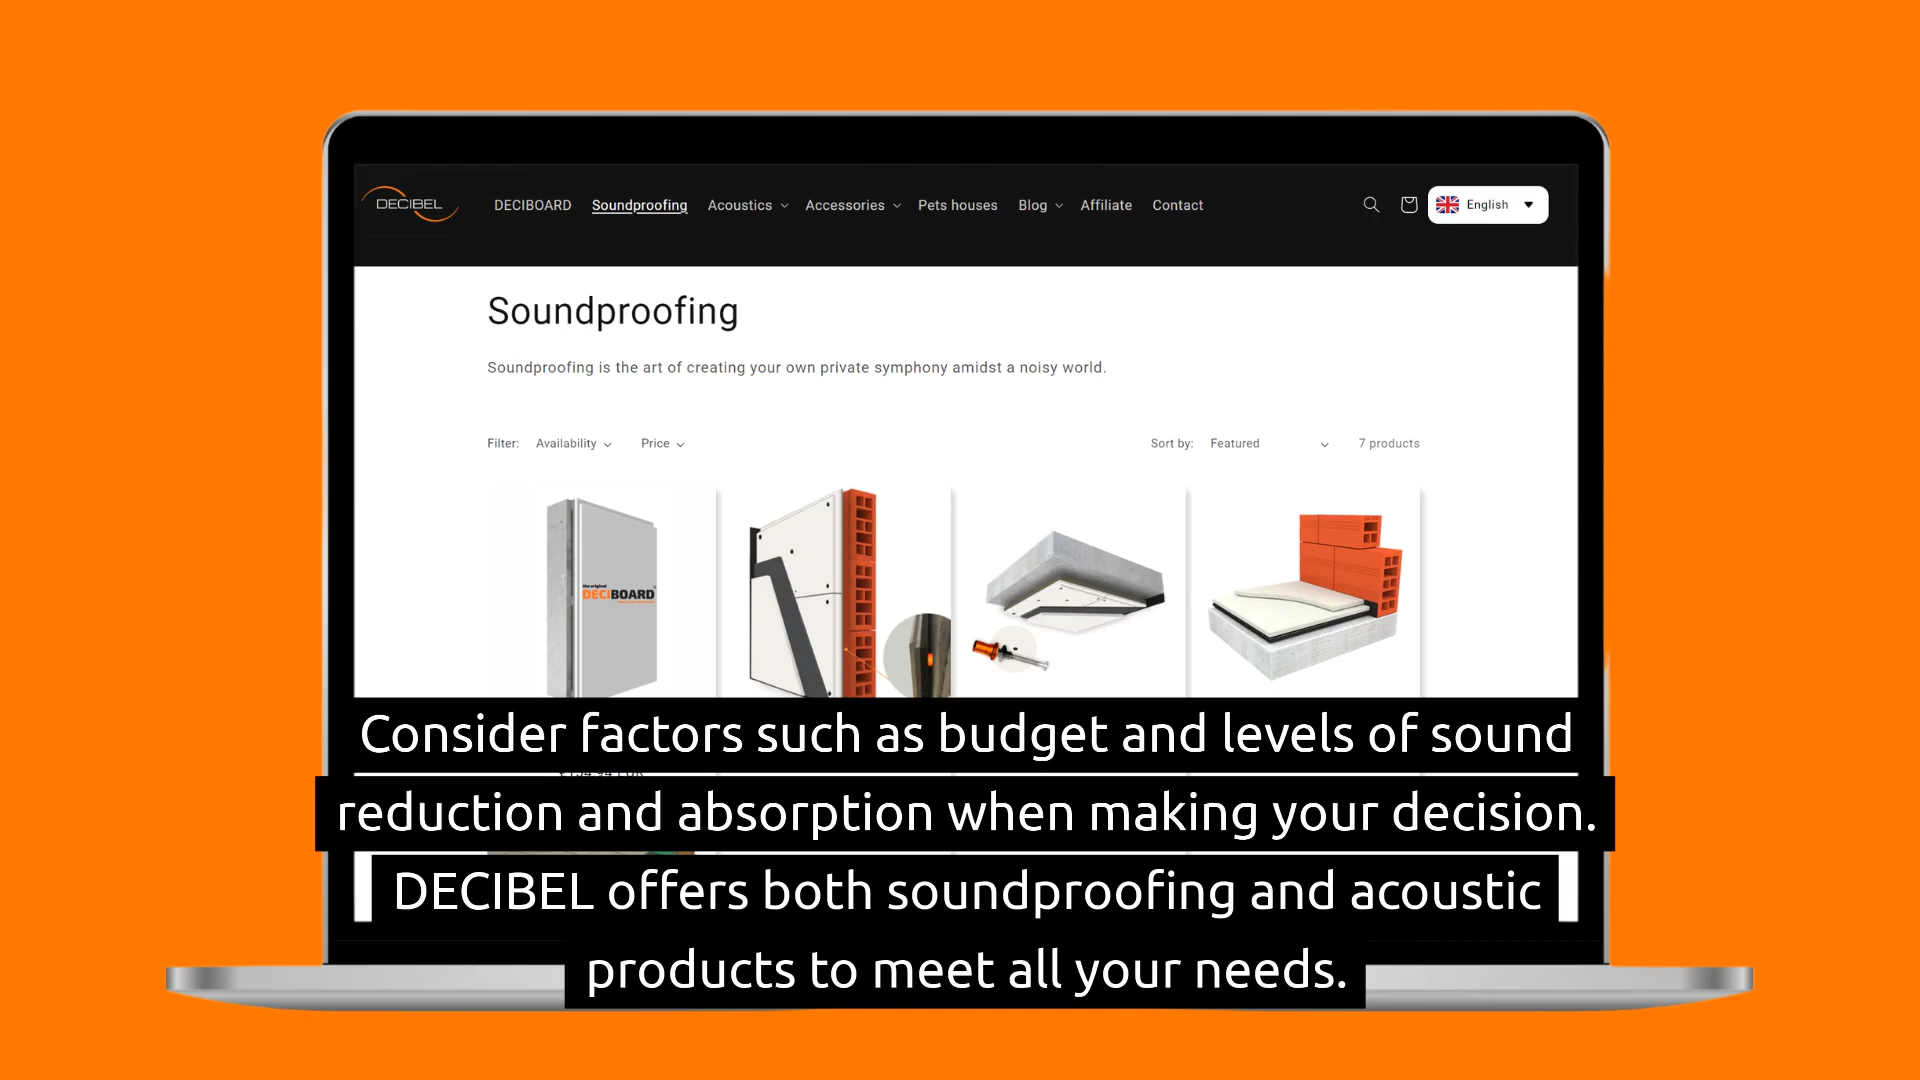 DECIBEL
DECIBOARD Soundproofing Acoustics Accessories Pets houses Blog Affiliate Contact
English
Soundproofing
Soundproofing is the art of creating your own private symphony amidst a noisy world.
Filter: Availability Price Sort by: Featured 7 products
the original
DECIBOARD
Consider factors such as budget and levels of sound
reduction and absorption when making your decision.
DECIBEL offers both soundproofing and acoustic
products to meet all your needs.